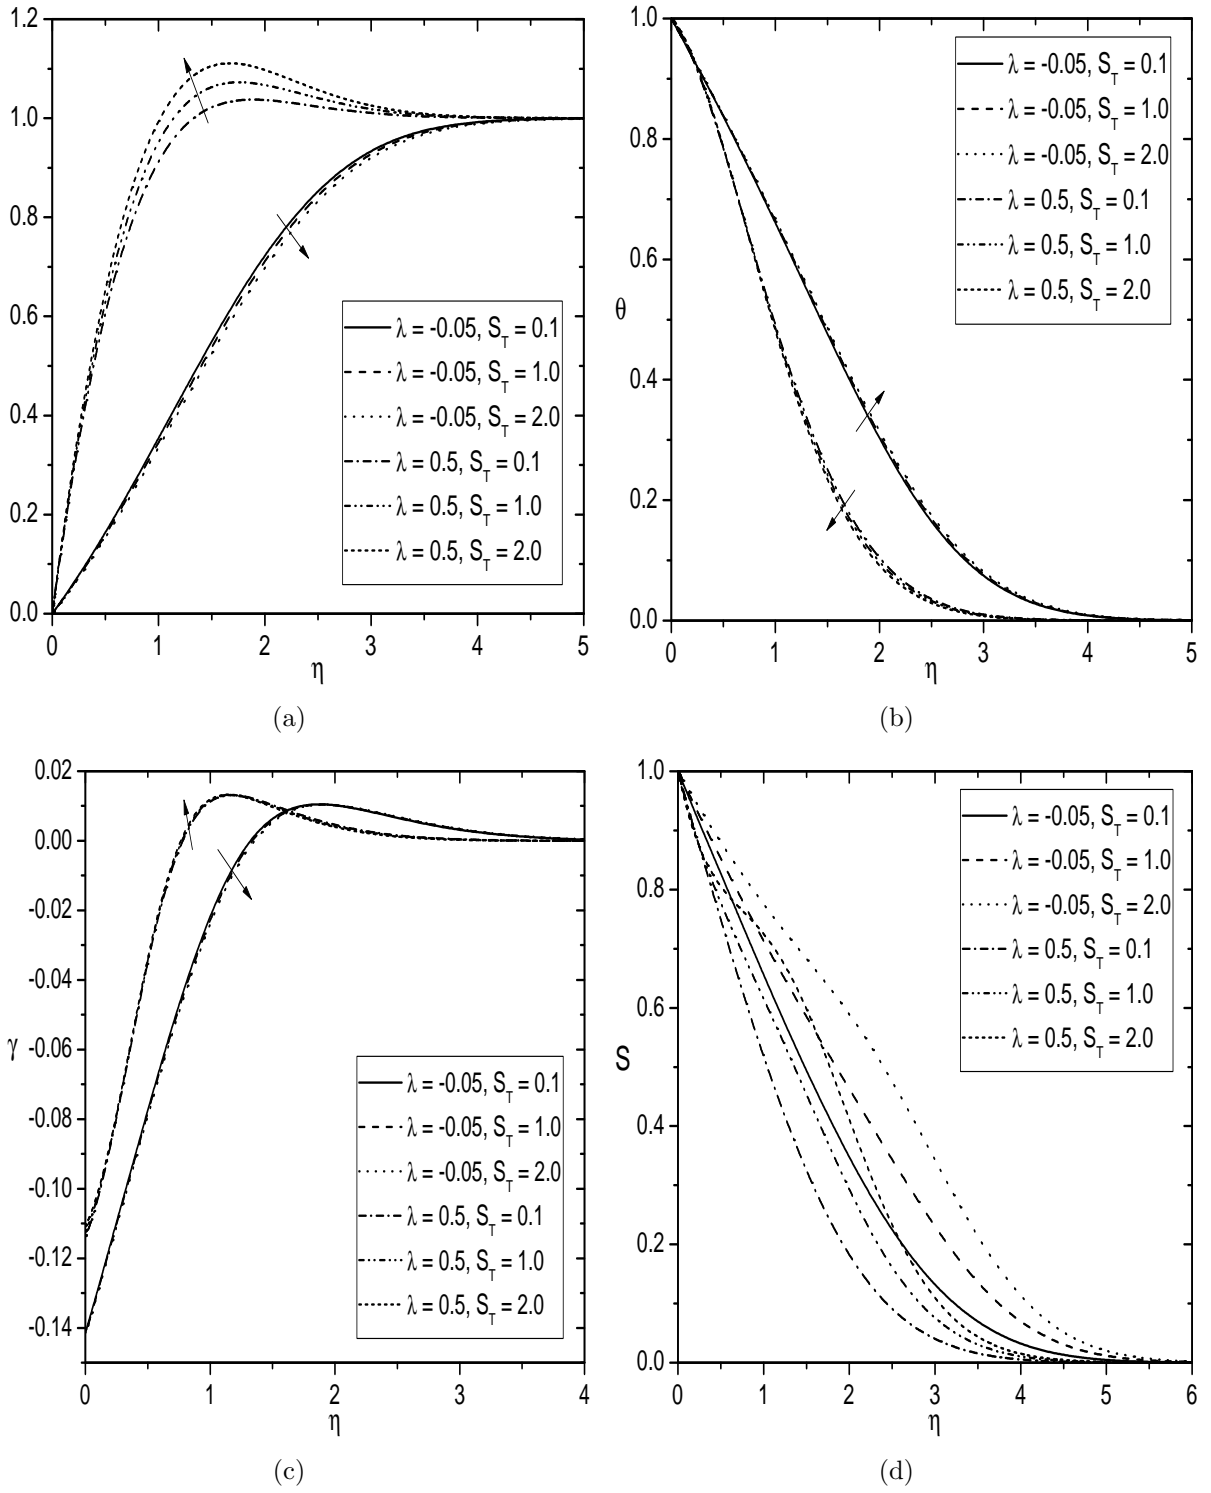 1.2
1.0
0.8
0.6
0.4
0.2
0.0
0 1 2 3 4 5
η
λ = -0.05, S_T = 0.1
λ = -0.05, S_T = 1.0
λ = -0.05, S_T = 2.0
λ = 0.5, S_T = 0.1
λ = 0.5, S_T = 1.0
λ = 0.5, S_T = 2.0
(a)
1.0
0.8
0.6
θ
0.4
0.2
0.0
0 1 2 3 4 5
η
λ = -0.05, S_T = 0.1
λ = -0.05, S_T = 1.0
λ = -0.05, S_T = 2.0
λ = 0.5, S_T = 0.1
λ = 0.5, S_T = 1.0
λ = 0.5, S_T = 2.0
(b)
0.02
0.00
-0.02
-0.04
-0.06
γ
-0.08
-0.10
-0.12
-0.14
0 1 2 3 4
η
λ = -0.05, S_T = 0.1
λ = -0.05, S_T = 1.0
λ = -0.05, S_T = 2.0
λ = 0.5, S_T = 0.1
λ = 0.5, S_T = 1.0
λ = 0.5, S_T = 2.0
(c)
1.0
0.8
0.6
S
0.4
0.2
0.0
0 1 2 3 4 5 6
η
λ = -0.05, S_T = 0.1
λ = -0.05, S_T = 1.0
λ = -0.05, S_T = 2.0
λ = 0.5, S_T = 0.1
λ = 0.5, S_T = 1.0
λ = 0.5, S_T = 2.0
(d)